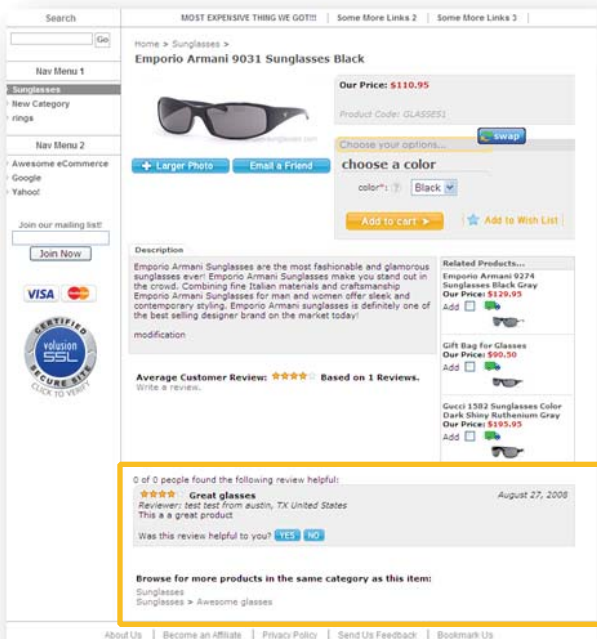 Search
MOST EXPENSIVE THING WE GOT!!! | Some More Links 2 | Some More Links 3 |
Go
Home > Sunglasses >
Emporio Armani 9031 Sunglasses Black
Nav Menu 1
Sunglasses
New Category
rings
Nav Menu 2
Awesome eCommerce
Google
Yahoo!
Join our mailing list!
Join Now
VISA
CERTIFIED
volusion
SSL
SECURE SITE
CLICK TO VERIFY
Our Price: $110.95
Product Code: GLASSES1
swap
Choose your options...
choose a color
color*: ? Black
Add to cart >
Add to Wish List
+ Larger Photo
Email a Friend
Description
Emporio Armani Sunglasses are the most fashionable and glamorous
sunglasses ever! Emporio Armani Sunglasses make you stand out in
the crowd. Combining fine Italian materials and craftsmanship
Emporio Armani Sunglasses for man and women offer sleek and
contemporary styling. Emporio Armani sunglasses is definitely one of
the best selling designer brand on the market today!
modification
Average Customer Review: Based on 1 Reviews.
Write a review.
Related Products...
Emporio Armani 9274
Sunglasses Black Gray
Our Price: $129.95
Add
Gift Bag for Glasses
Our Price: $90.50
Add
Gucci 1582 Sunglasses Color
Dark Shiny Ruthenium Gray
Our Price: $195.95
Add
0 of 0 people found the following review helpful:
Great glasses
August 27, 2008
Reviewer: test test from austin, TX United States
This a a great product
Was this review helpful to you? YES NO
Browse for more products in the same category as this item:
Sunglasses
Sunglasses > Awesome glasses
About Us | Become an Affiliate | Privacy Policy | Send Us Feedback | Bookmark Us